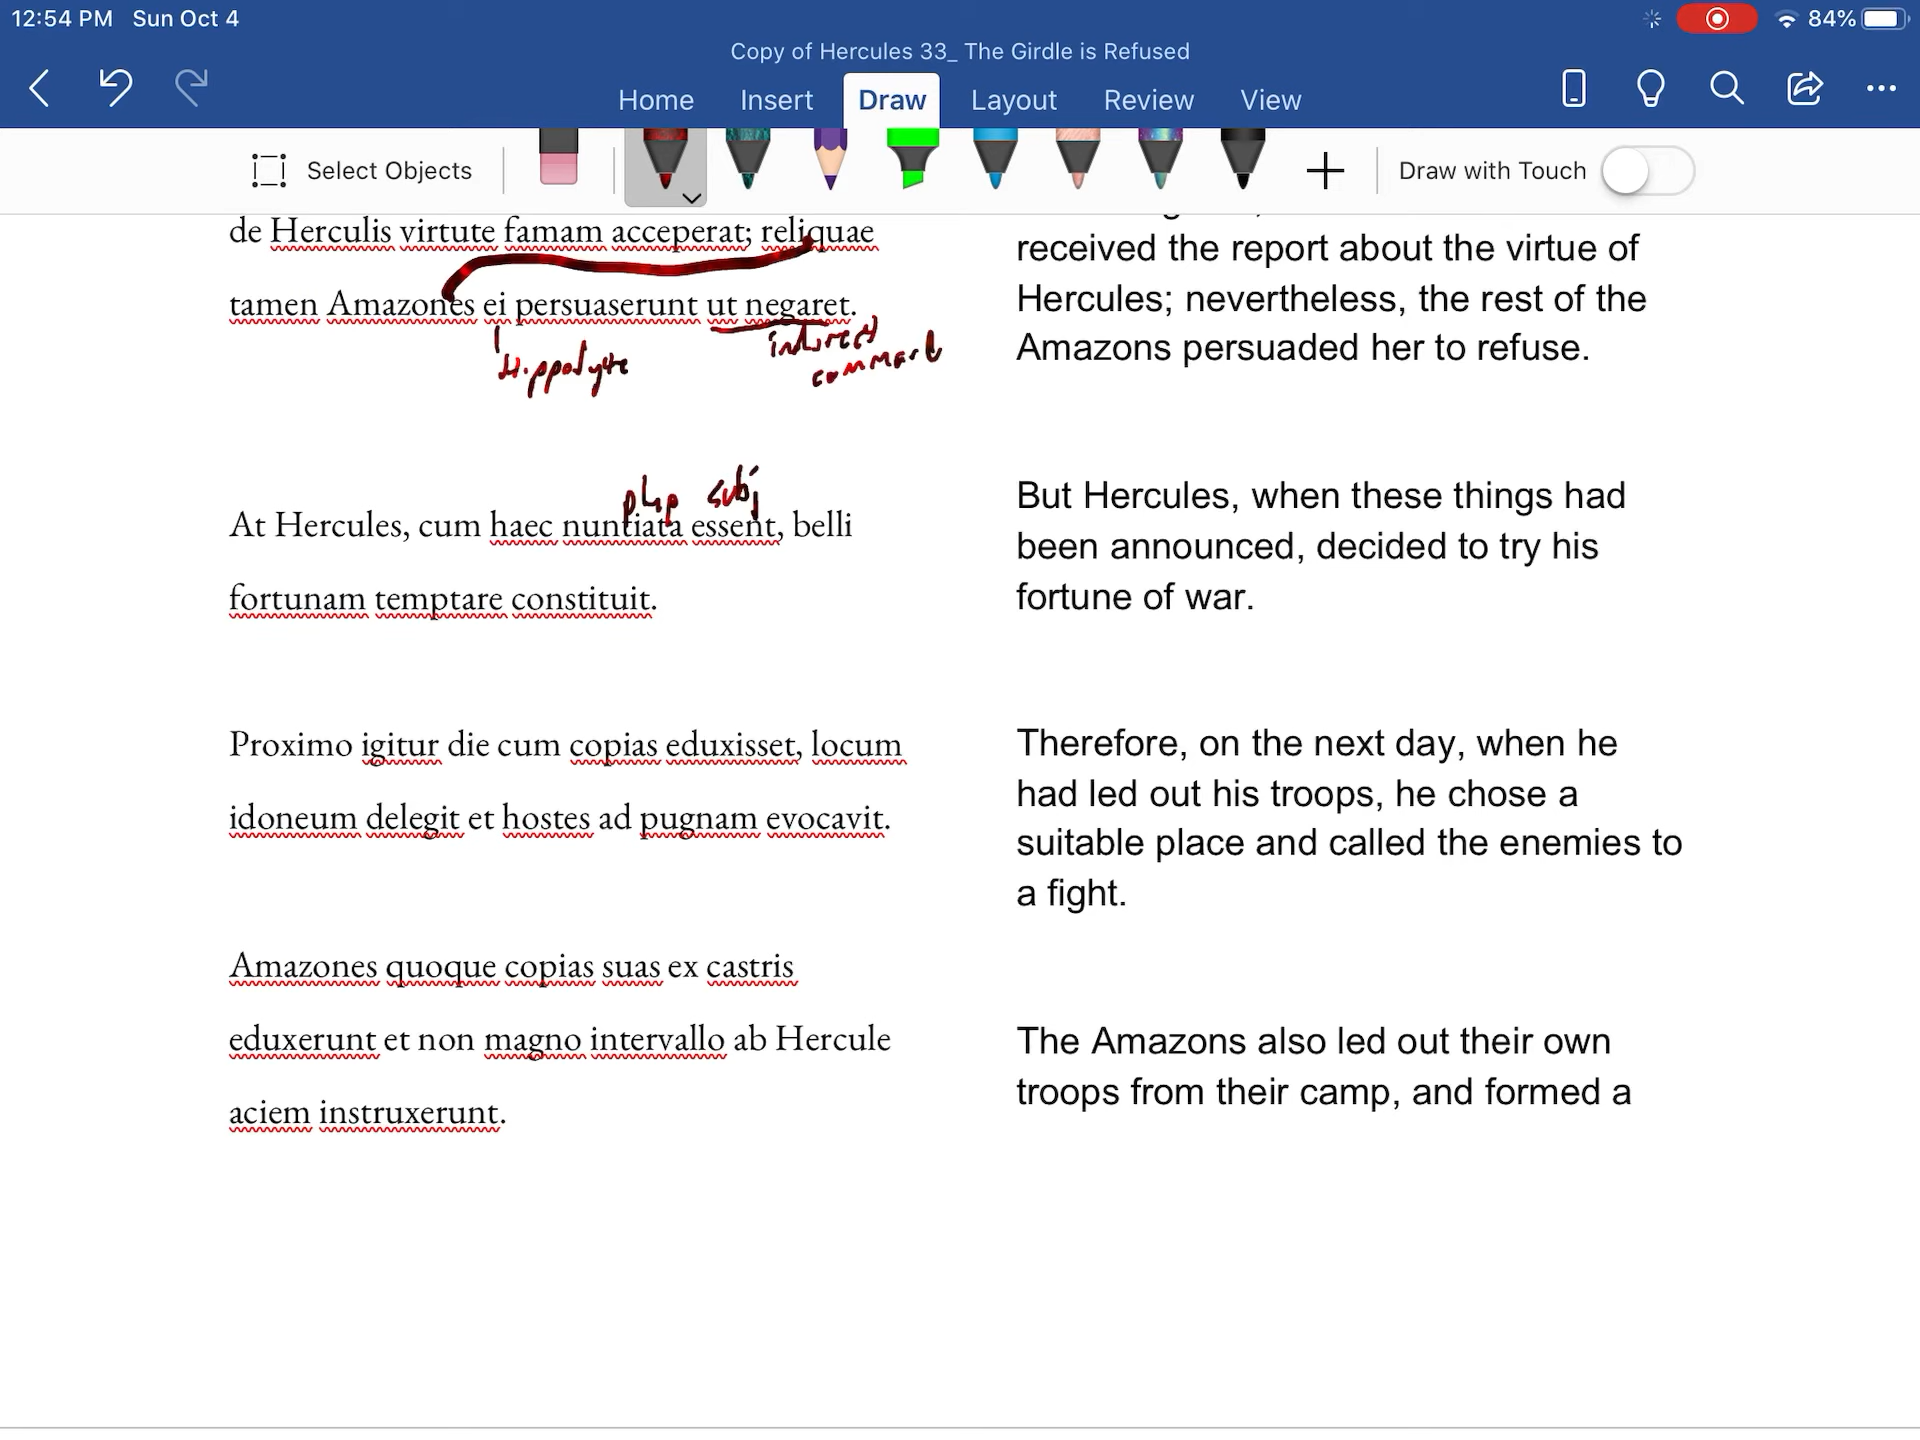 12:54 PM Sun Oct 4
84%
Copy of Hercules 33_ The Girdle is Refused
Home Insert Draw Layout Review View
Select Objects
Draw with Touch
de Herculis virtute famam acceperat; reliquae
tamen Amazones ei persuaserunt ut negaret.
Hippolyte
indirect
command
plup subj
At Hercules, cum haec nuntiata essent, belli
fortunam temptare constituit.
Proximo igitur die cum copias eduxisset, locum
idoneum delegit et hostes ad pugnam evocavit.
Amazones quoque copias suas ex castris
eduxerunt et non magno intervallo ab Hercule
aciem instruxerunt.
received the report about the virtue of
Hercules; nevertheless, the rest of the
Amazons persuaded her to refuse.
But Hercules, when these things had
been announced, decided to try his
fortune of war.
Therefore, on the next day, when he
had led out his troops, he chose a
suitable place and called the enemies to
a fight.
The Amazons also led out their own
troops from their camp, and formed a